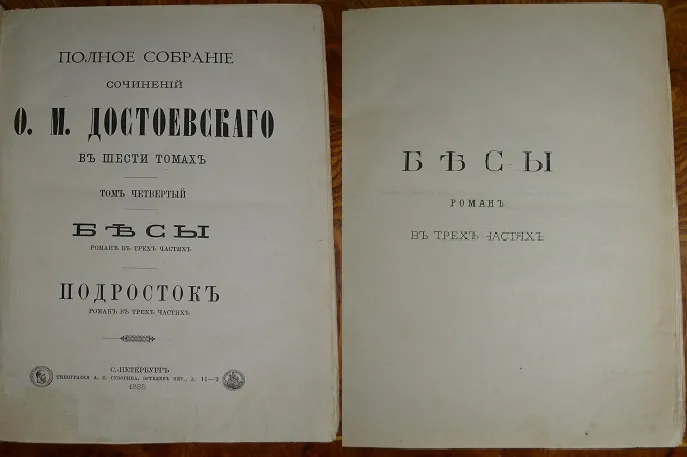 ПОЛНОЕ СОБРАНІЕ
СОЧИНЕНІЙ
Ѳ. М. ДОСТОЕВСКАГО
ВЪ ШЕСТИ ТОМАХЪ
ТОМЪ ЧЕТВЕРТЫЙ
БѢСЫ
РОМАНЪ ВЪ ТРЕХЪ ЧАСТЯХЪ
ПОДРОСТОКЪ
РОМАНЪ ВЪ ТРЕХЪ ЧАСТЯХЪ
С.-ПЕТЕРБУРГЪ
ТИПОГРАФІЯ А. С. СУВОРИНА. ЭРТЕЛЕВЪ ПЕР., Д. 11—2
1885
БѢСЫ
РОМАНЪ
ВЪ ТРЕХЪ ЧАСТЯХЪ